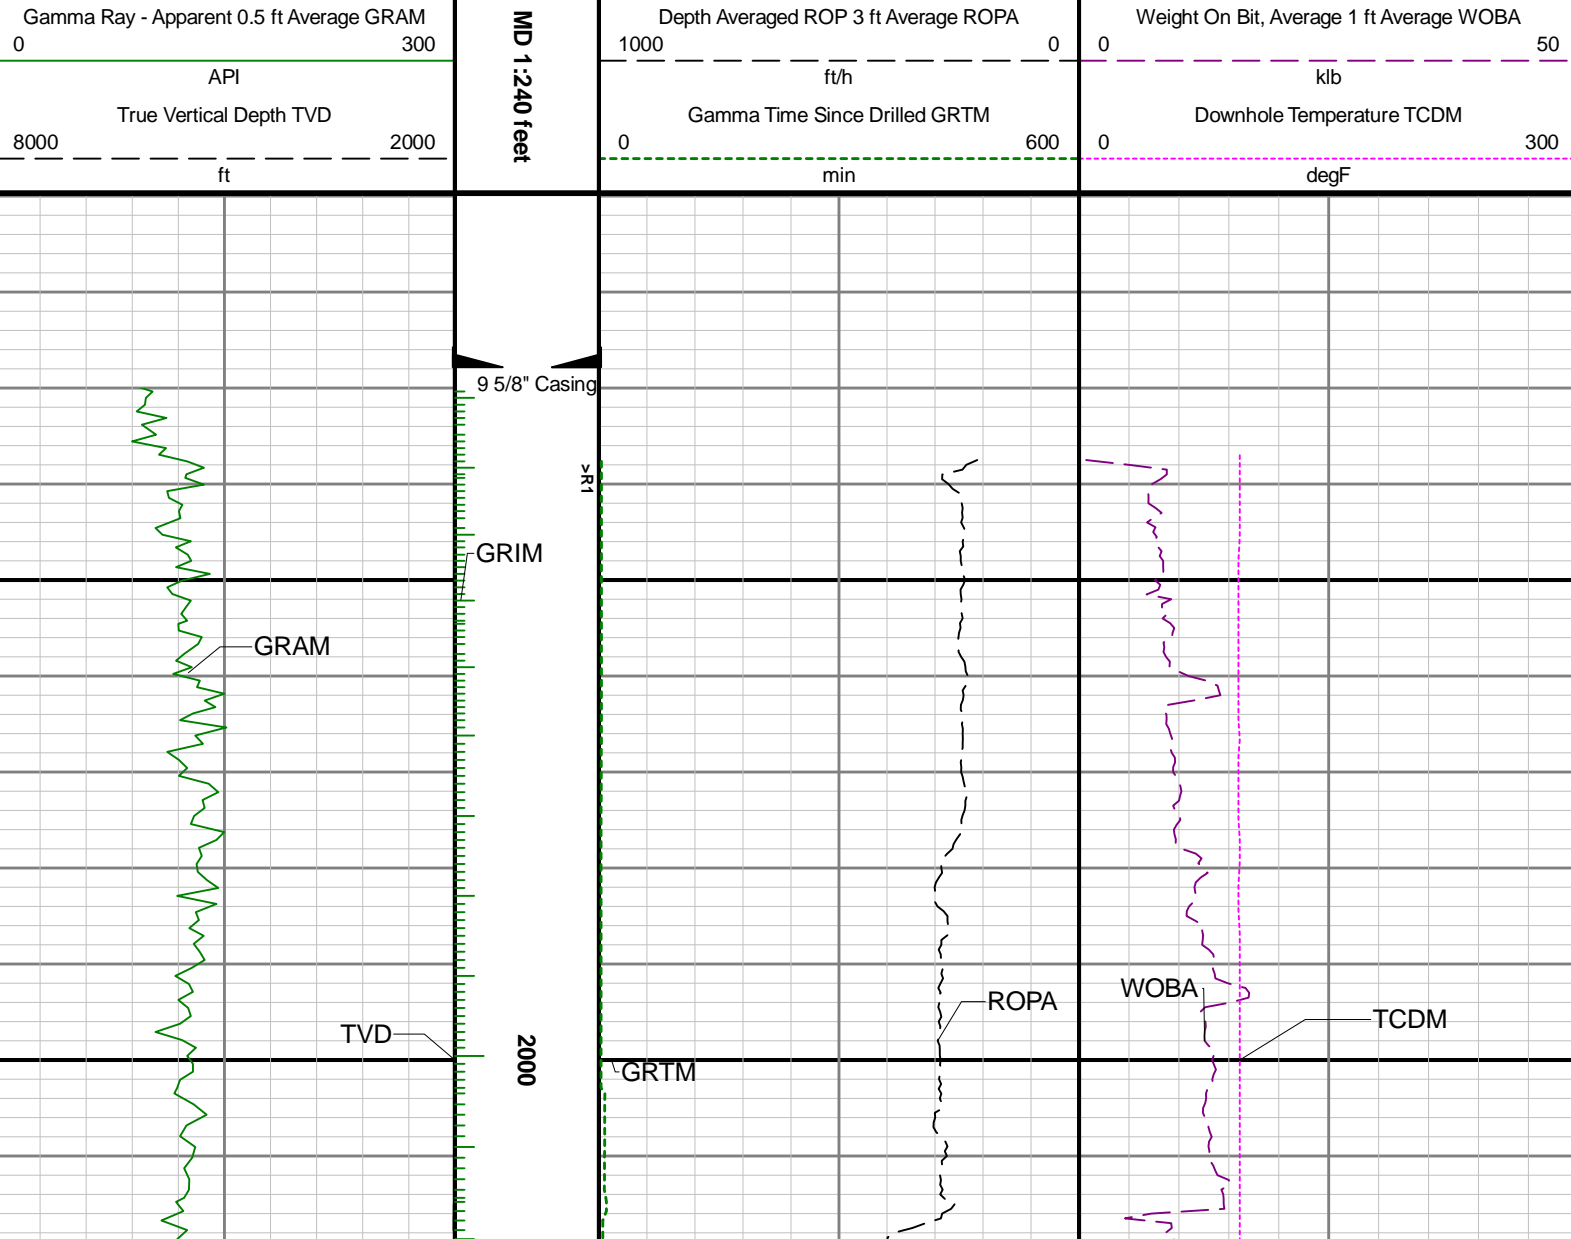 Gamma Ray - Apparent 0.5 ft Average GRAM
0 300
API
True Vertical Depth TVD
8000 2000
ft
MD 1:240 feet
Depth Averaged ROP 3 ft Average ROPA
1000 0
ft/h
Gamma Time Since Drilled GRTM
0 600
min
Weight On Bit, Average 1 ft Average WOBA
0 50
klb
Downhole Temperature TCDM
0 300
degF
9 5/8" Casing
>R1
GRIM
GRAM
WOBA
ROPA
TCDM
TVD
2000
GRTM